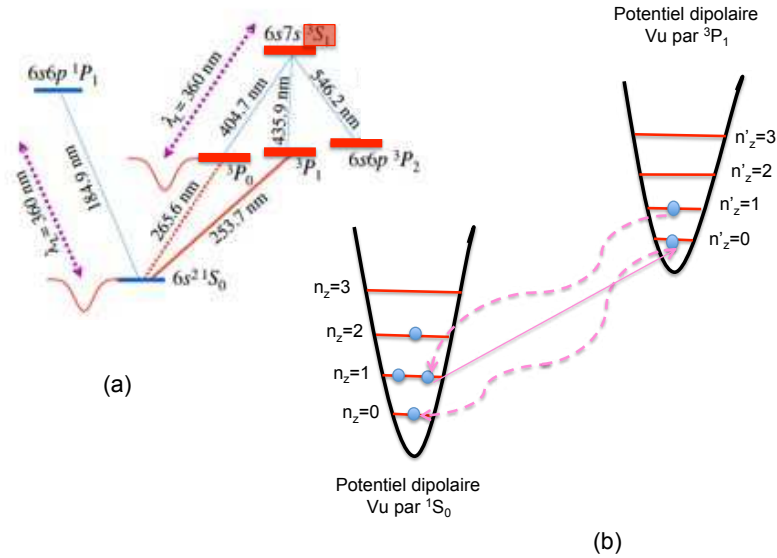 6s7s ³S₁
6s6p ¹P₁
λL = 360 nm
404.7 nm
435.9 nm
546.2 nm
³P₀
³P₁
6s6p ³P₂
λL = 360 nm
184.9 nm
265.6 nm
253.7 nm
6s² ¹S₀
(a)
Potentiel dipolaire
Vu par ³P₁
n'z=3
n'z=2
n'z=1
n'z=0
nz=3
nz=2
nz=1
nz=0
Potentiel dipolaire
Vu par ¹S₀
(b)